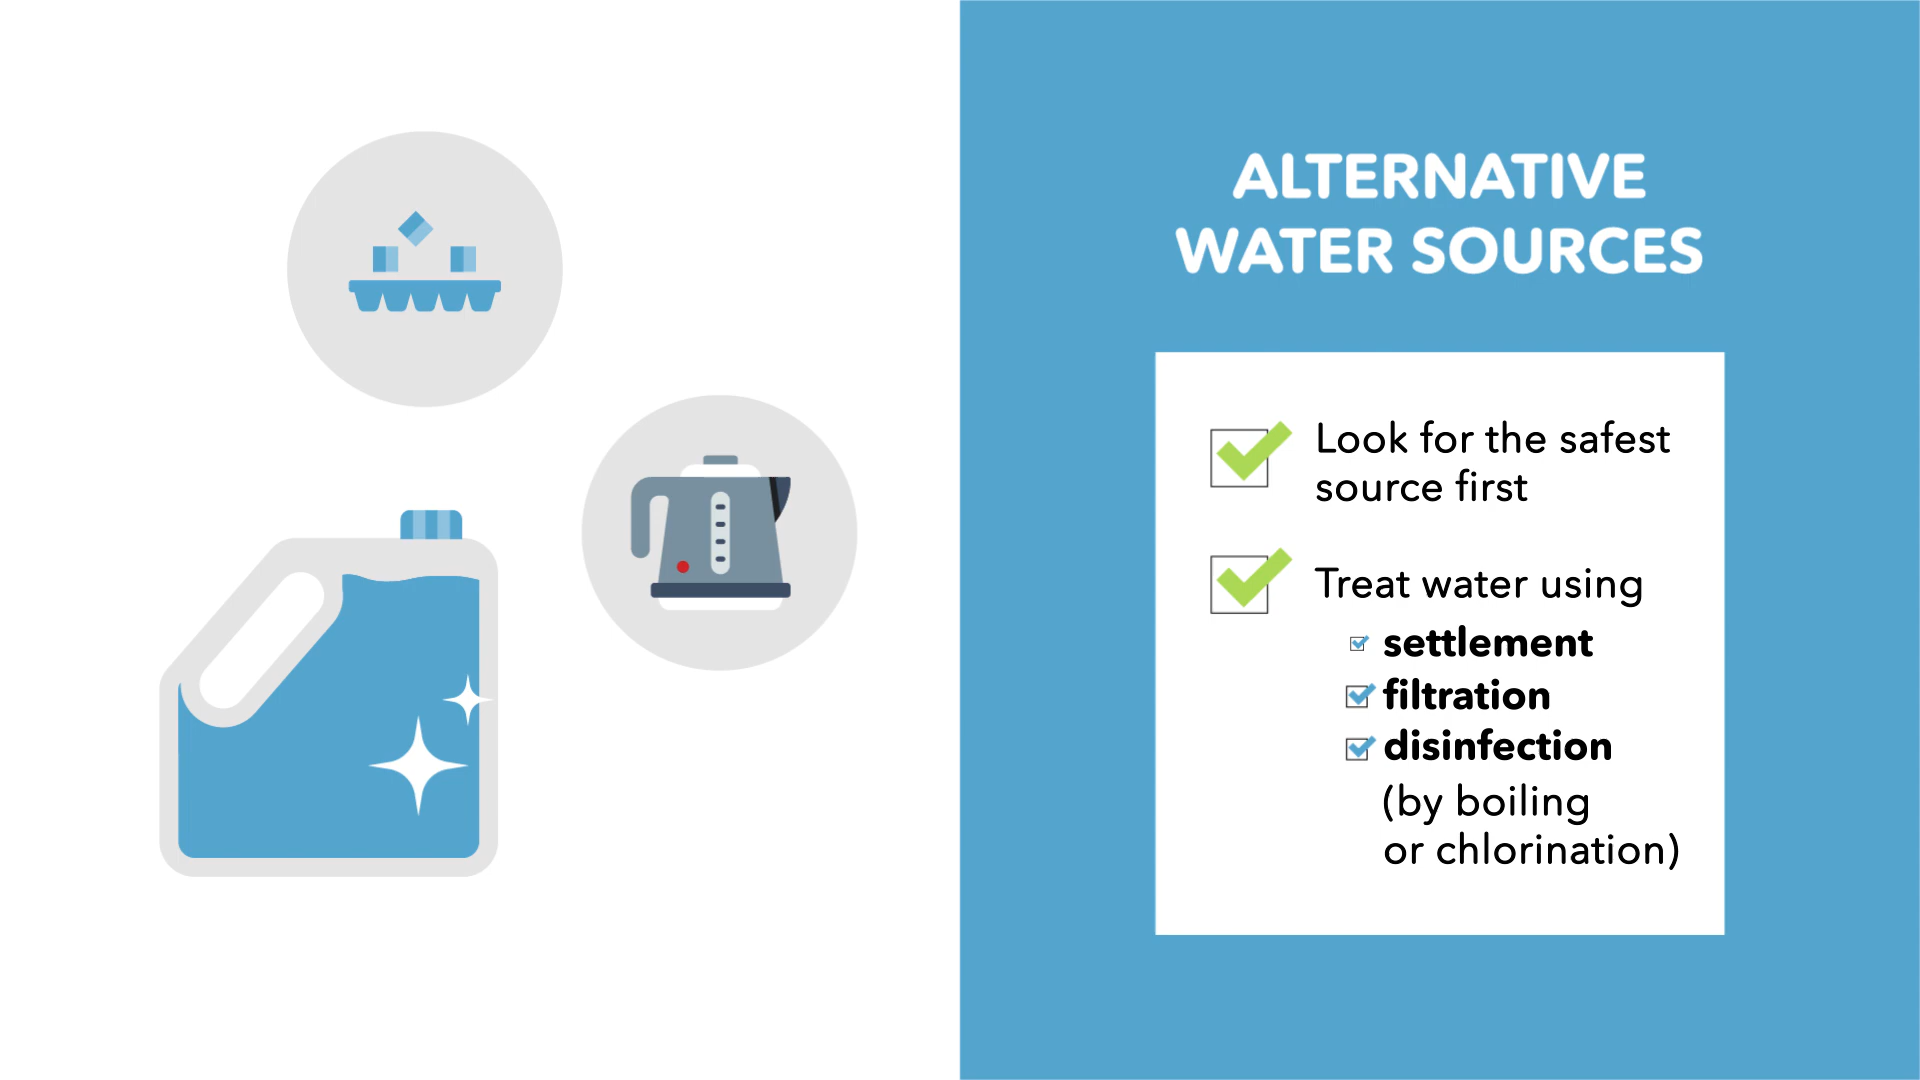 ALTERNATIVE
WATER SOURCES
Look for the safest
source first
Treat water using
settlement
filtration
disinfection
(by boiling
or chlorination)